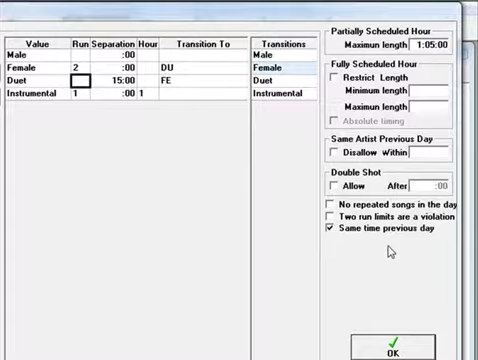 Value Run Separation Hour Transition To
Male :00
Female 2 :00 DU
Duet 15:00 FE
Instrumental 1 :00 1
Transitions
Male
Female
Duet
Instrumental
Partially Scheduled Hour
Maximun length 1:05:00
Fully Scheduled Hour
Restrict Length
Minimum length
Maximun length
Absolute timing
Same Artist Previous Day
Disallow Within
Double Shot
Allow After :00
No repeated songs in the day
Two run limits are a violation
Same time previous day
OK